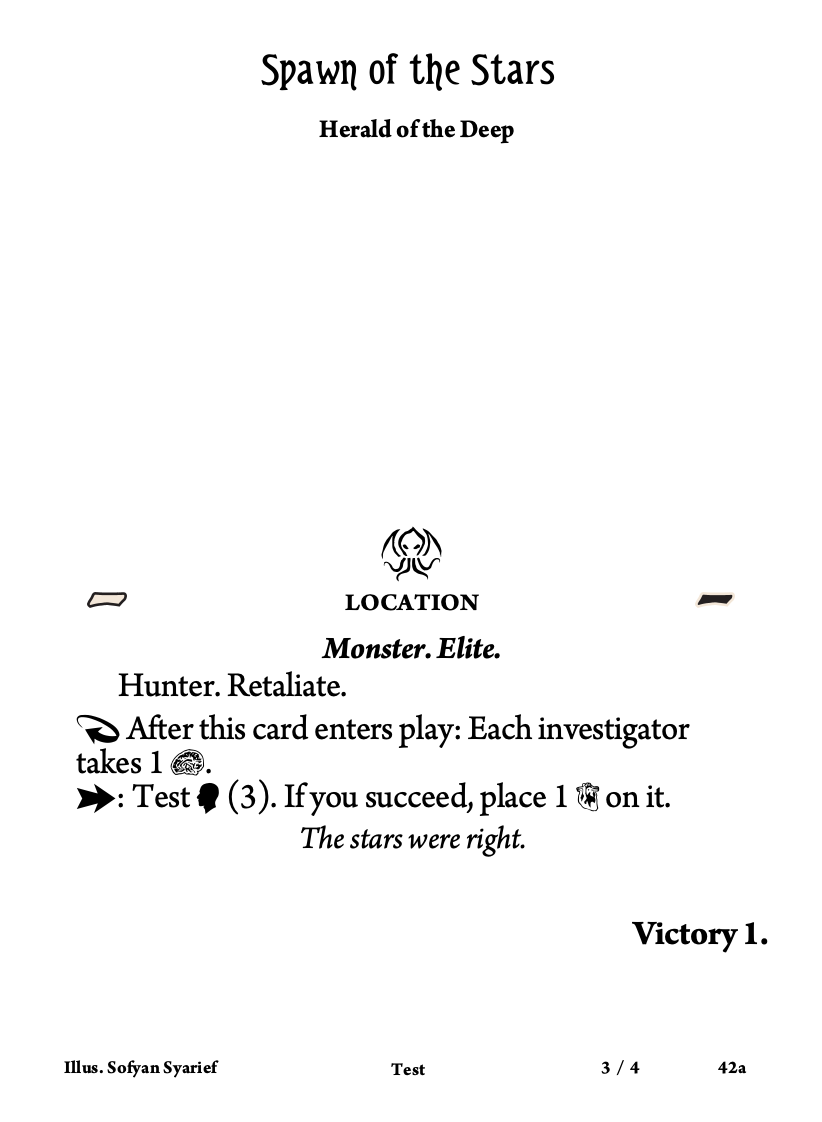 Spawn of the Stars
Herald of the Deep
LOCATION
Monster. Elite.
Hunter. Retaliate.
After this card enters play: Each investigator
takes 1 .
: Test (3). If you succeed, place 1 on it.
The stars were right.
Victory 1.
Illus. Sofyan Syarief Test 3 / 4 42a